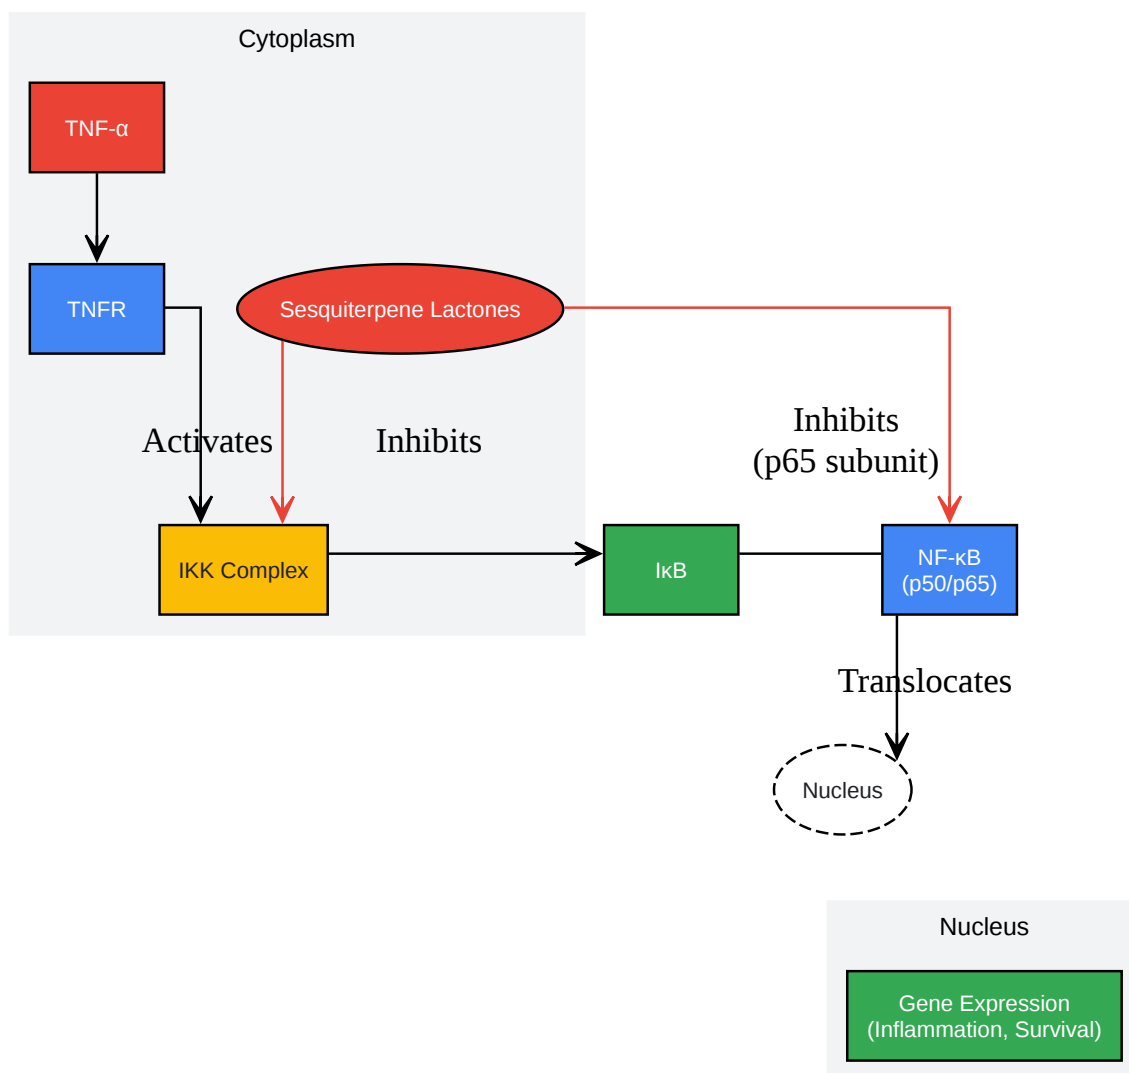 Cytoplasm
TNF-α
TNFR
Sesquiterpene Lactones
Activates
Inhibits
Inhibits
(p65 subunit)
IKK Complex
IκB
NF-κB
(p50/p65)
Translocates
Nucleus
Nucleus
Gene Expression
(Inflammation, Survival)